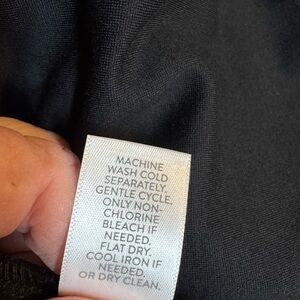 MACHINE
WASH COLD
SEPARATELY.
GENTLE CYCLE.
ONLY NON-
CHLORINE
BLEACH IF
NEEDED.
FLAT DRY.
COOL IRON IF
NEEDED.
OR DRY CLEAN.